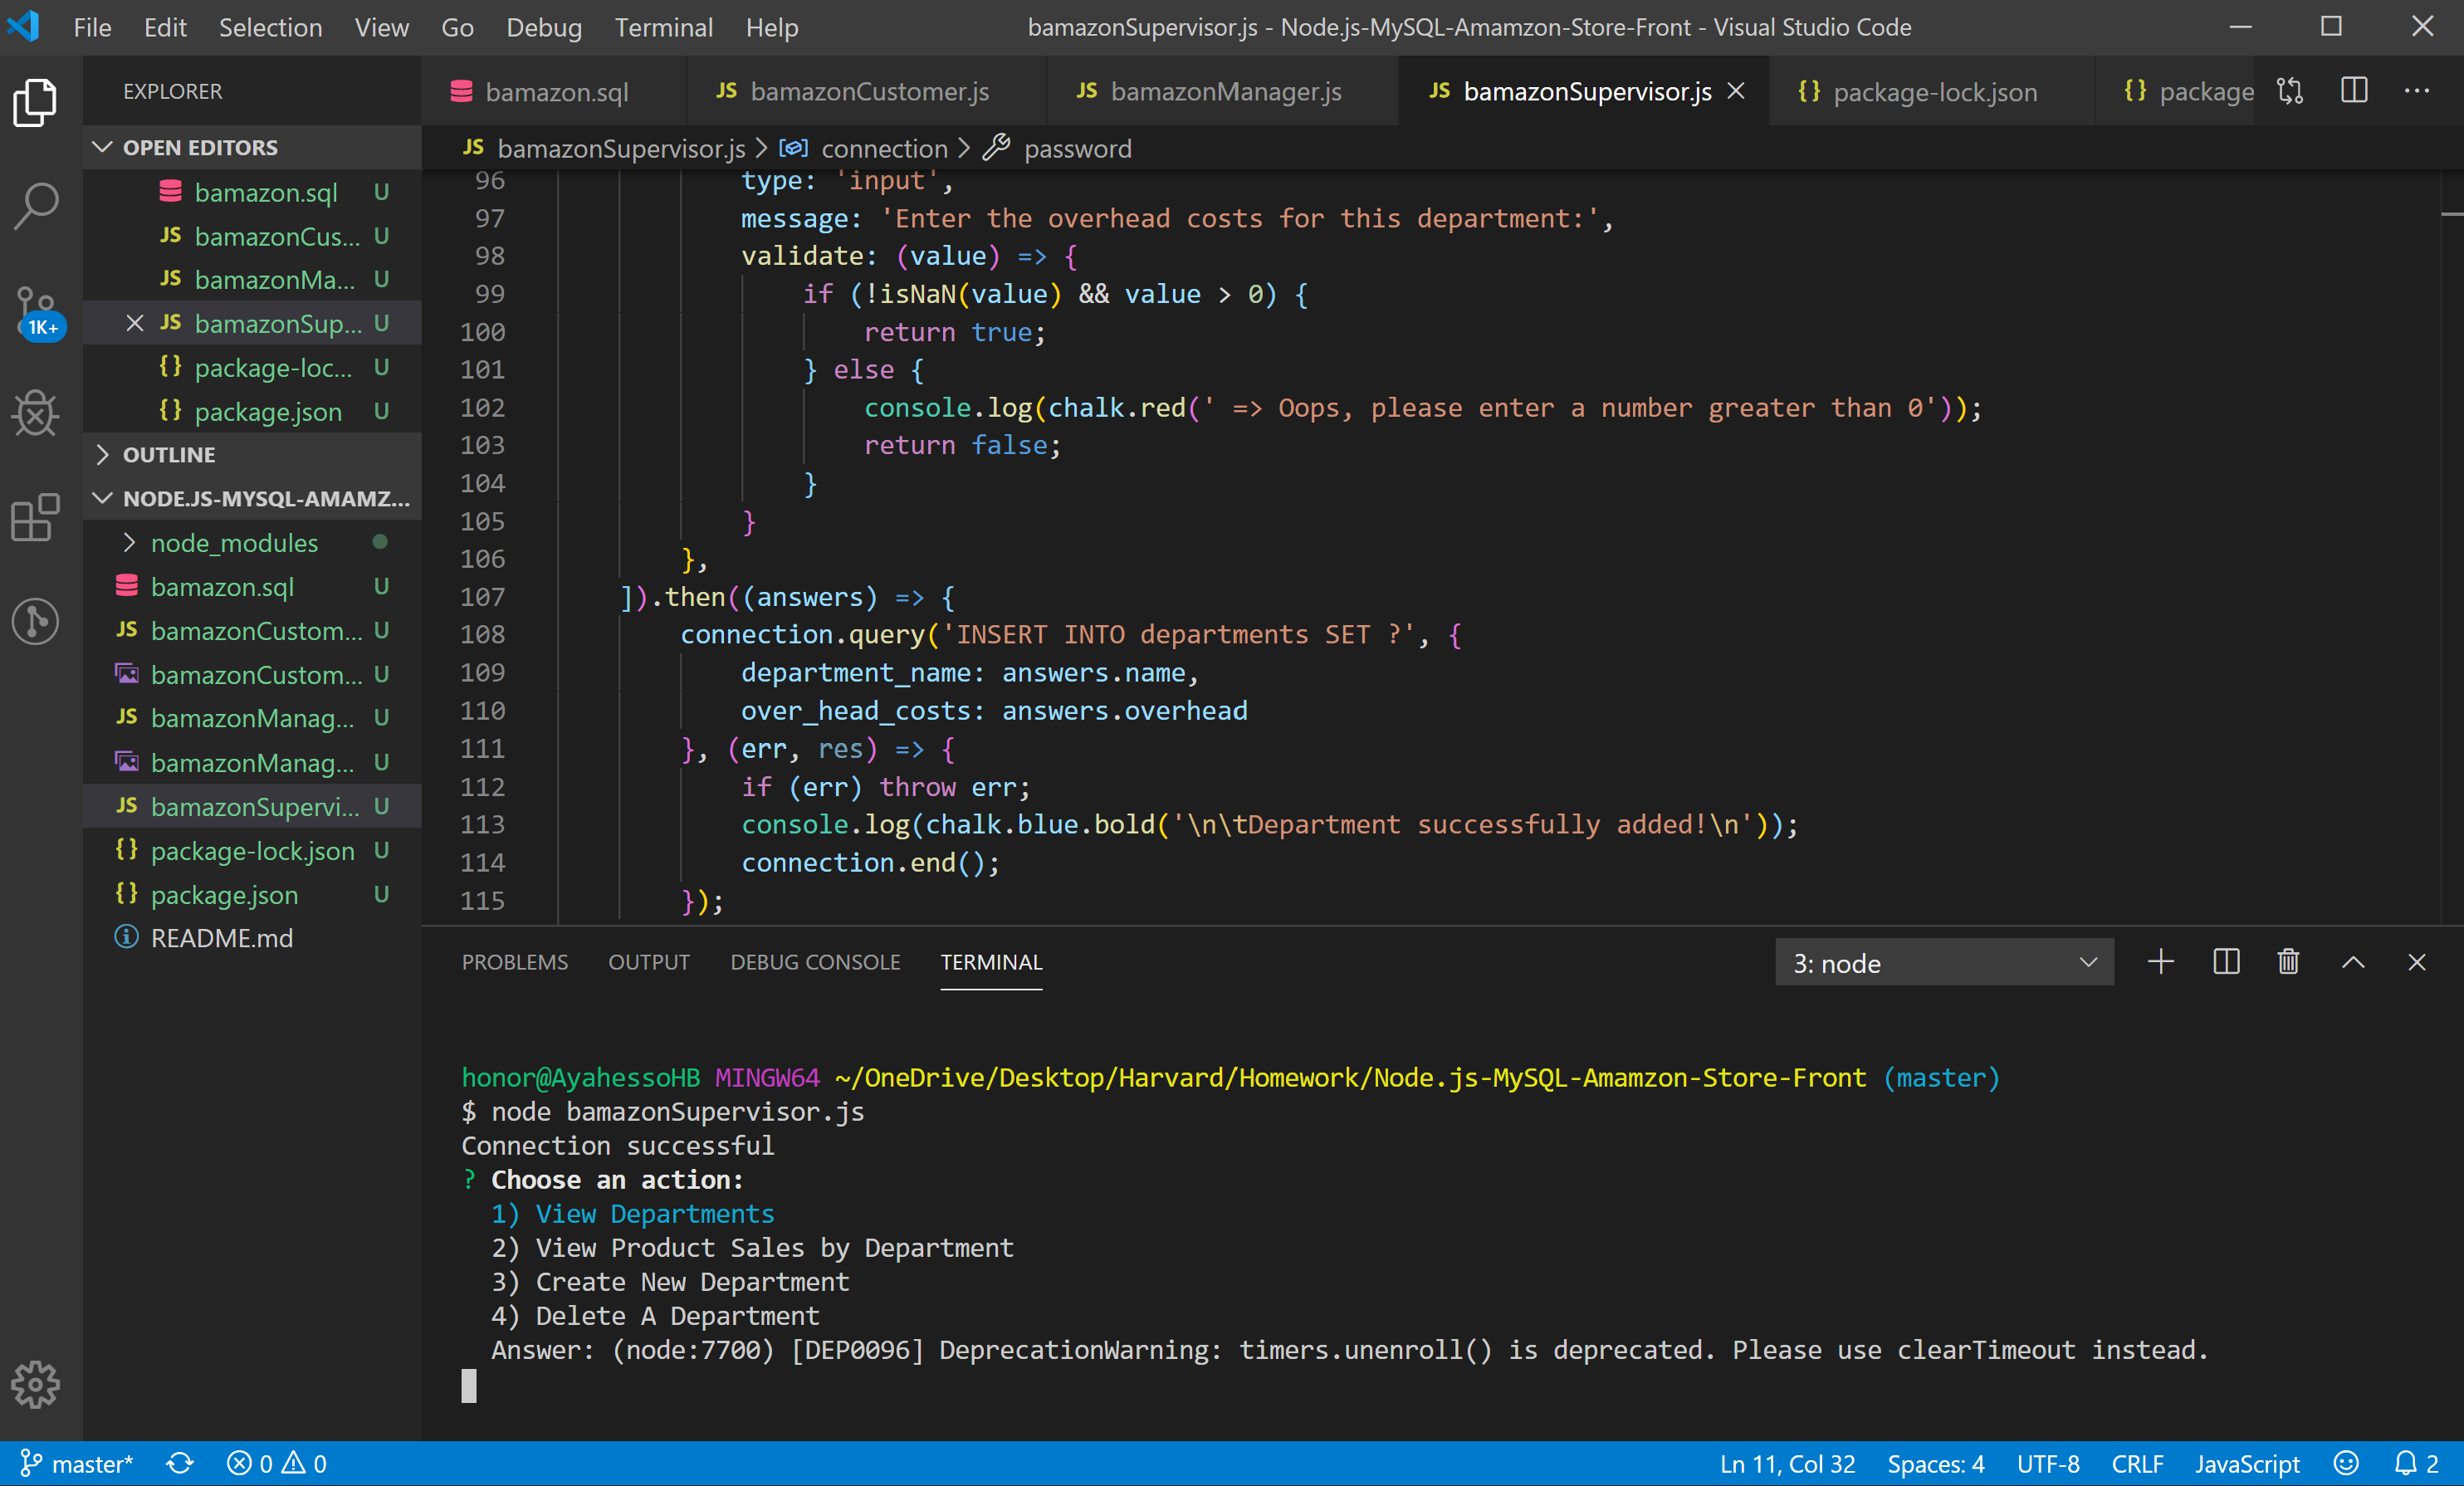 File Edit Selection View Go Debug Terminal Help
bamazonSupervisor.js - Node.js-MySQL-Amamzon-Store-Front - Visual Studio Code
EXPLORER
OPEN EDITORS
bamazon.sql U
bamazonCus... U
bamazonMa... U
bamazonSup... U
package-loc... U
package.json U
OUTLINE
NODE.JS-MYSQL-AMAMZ...
node_modules
bamazon.sql U
bamazonCustom... U
bamazonCustom... U
bamazonManag... U
bamazonManag... U
bamazonSupervi... U
package-lock.json U
package.json U
README.md
1K+
bamazon.sql
JS bamazonCustomer.js
JS bamazonManager.js
JS bamazonSupervisor.js
{} package-lock.json
{} package
JS bamazonSupervisor.js > connection > password
96 type: 'input',
97 message: 'Enter the overhead costs for this department:',
98 validate: (value) => {
99 if (!isNaN(value) && value > 0) {
100 return true;
101 } else {
102 console.log(chalk.red(' => Oops, please enter a number greater than 0'));
103 return false;
104 }
105 }
106 },
107 ]).then((answers) => {
108 connection.query('INSERT INTO departments SET ?', {
109 department_name: answers.name,
110 over_head_costs: answers.overhead
111 }, (err, res) => {
112 if (err) throw err;
113 console.log(chalk.blue.bold('\n\tDepartment successfully added!\n'));
114 connection.end();
115 });
PROBLEMS OUTPUT DEBUG CONSOLE TERMINAL
3: node
honor@AyahessoHB MINGW64 ~/OneDrive/Desktop/Harvard/Homework/Node.js-MySQL-Amamzon-Store-Front (master)
$ node bamazonSupervisor.js
Connection successful
? Choose an action:
1) View Departments
2) View Product Sales by Department
3) Create New Department
4) Delete A Department
Answer: (node:7700) [DEP0096] DeprecationWarning: timers.unenroll() is deprecated. Please use clearTimeout instead.
master* 0 0
Ln 11, Col 32 Spaces: 4 UTF-8 CRLF JavaScript 2